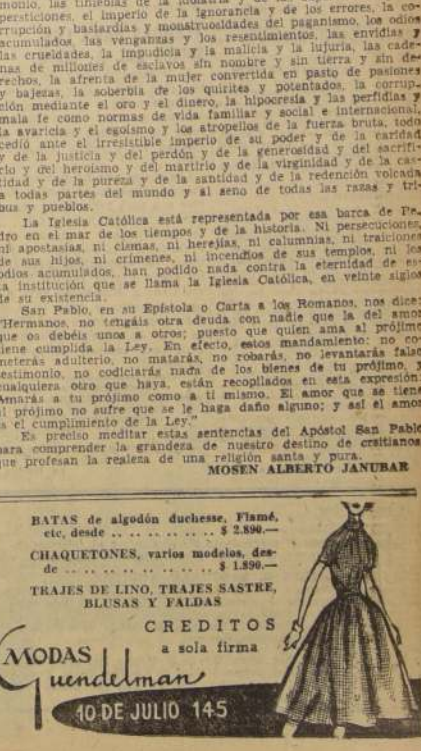 monio, las tinieblas de la idolatría y de las su-
persticiones, el imperio de la ignorancia y de los errores, la co-
rrupción y bastardías y monstruosidades del paganismo, los odios
acumulados, las venganzas y los resentimientos, las envidias y
las crueldades, la impudicia y la malicia y la lujuria, las cade-
nas de millones de esclavos sin nombre y sin tierra y sin de-
rechos, la afrenta de la mujer convertida en pasto de pasiones
y bajezas, la soberbia de los quirites y potentados, la corrup-
ción mediante el oro y el dinero, la hipocresía y las perfidias y
mala fe como normas de vida familiar y social e internacional,
la avaricia y el egoísmo y los atropellos de la fuerza bruta, todo
cedió ante el irresistible imperio de su poder y de la caridad
y de la justicia y del perdón y de la generosidad y del sacrifi-
cio y del heroísmo y del martirio y de la virginidad y de la cas-
tidad y de la pureza y de la santidad y de la redención volcada
a todas partes del mundo y al seno de todas las razas y tri-
bus y pueblos.
La Iglesia Católica está representada por esa barca de Pe-
dro en el mar de los tiempos y de la historia. Ni persecuciones,
ni apostasías, ni cismas, ni herejías, ni calumnias, ni traiciones
de sus hijos, ni crímenes, ni incendios de sus templos, ni
odios acumulados, han podido nada contra la eternidad de es
a institución que se llama la Iglesia Católica, en veinte siglos
de su existencia.
San Pablo, en su Epístola o Carta a los Romanos, nos dice:
"Hermanos, no tengáis otra deuda con nadie que la del amor
que os debéis unos a otros; puesto que quien ama al prójimo
tiene cumplida la Ley. En efecto, estos mandamiento: no co-
meterás adulterio, no matarás, no robarás, no levantarás falso
testimonio, no codiciarás nada de los bienes de tu prójimo, y
cualquiera otro que haya, están recopilados en esta expresión:
Amarás a tu prójimo como a ti mismo. El amor que se tiene
al prójimo no sufre que se le haga daño alguno; y así el amor
es el cumplimiento de la Ley."
Es preciso meditar estas sentencias del Apóstol San Pablo
para comprender la grandeza de nuestro destino de cristianos
que profesan la realeza de una religión santa y pura.
MOSEN ALBERTO JANUBAR
BATAS de algodón duchesse, Flamé,
etc, desde .. .. .. .. .. .. $ 2.890.—
CHAQUETONES, varios modelos, des-
de .. .. .. .. .. .. .. .. $ 1.890.—
TRAJES DE LINO, TRAJES SASTRE,
BLUSAS Y FALDAS
CREDITOS
a sola firma
MODAS
Guendelman
10 DE JULIO 145